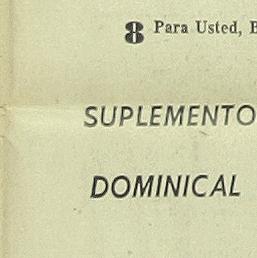 8 Para Usted,
SUPLEMENTO
DOMINICAL